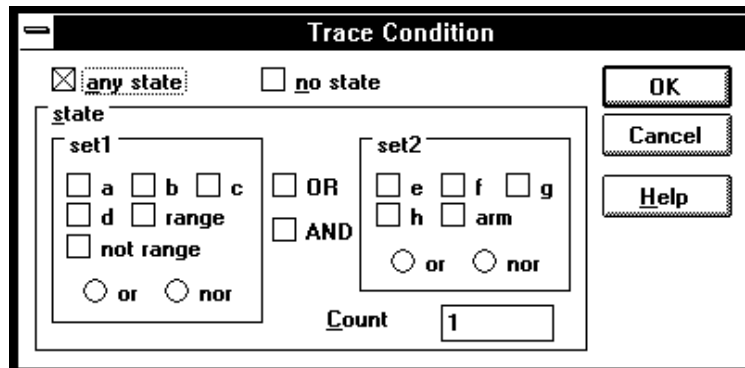 Trace Condition
any state no state
OK
state
set1 set2
Cancel
a b c OR e f g
Help
d range AND h arm
not range
or nor or nor
Count 1